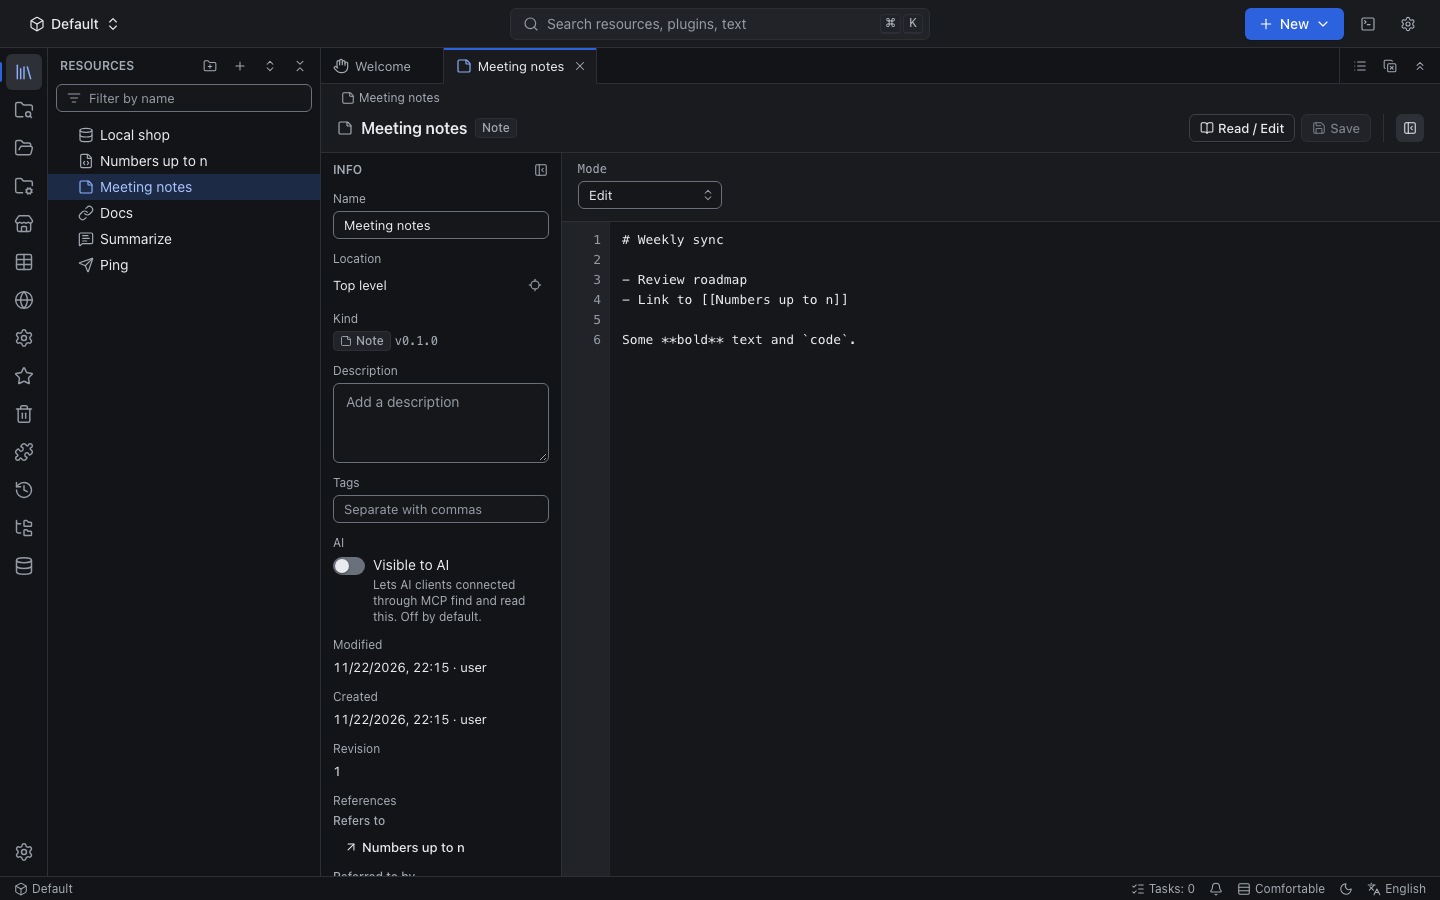 Default
Search resources, plugins, text
⌘ K
New
RESOURCES
Filter by name
Local shop
Numbers up to n
Meeting notes
Docs
Summarize
Ping
Welcome
Meeting notes
Meeting notes
Meeting notes
Note
Read / Edit
Save
INFO
Name
Meeting notes
Location
Top level
Kind
Note v0.1.0
Description
Add a description
Tags
Separate with commas
AI
Visible to AI
Lets AI clients connected
through MCP find and read
this. Off by default.
Modified
11/22/2026, 22:15 · user
Created
11/22/2026, 22:15 · user
Revision
1
References
Refers to
Numbers up to n
Referred to by
Mode
Edit
1 # Weekly sync
2
3 - Review roadmap
4 - Link to [[Numbers up to n]]
5
6 Some **bold** text and `code`.
Default
Tasks: 0
Comfortable
English